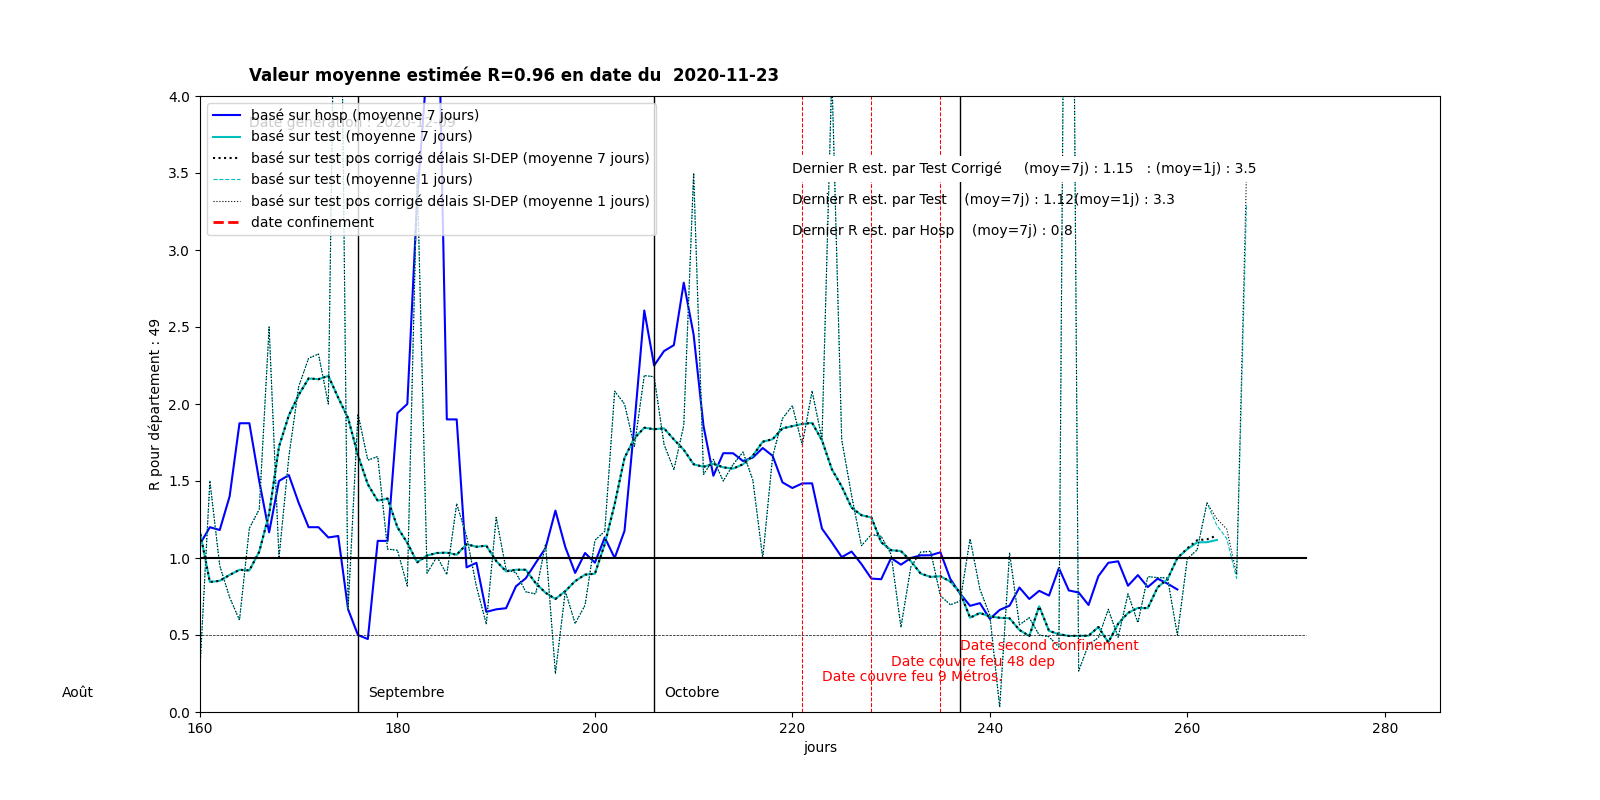 Valeur moyenne estimée R=0.96 en date du  2020-11-23
4.0
3.5
3.0
2.5
2.0
1.5
1.0
0.5
0.0
R pour département : 49
basé sur hosp (moyenne 7 jours)
Date génération : 2020-12-09
basé sur test (moyenne 7 jours)
basé sur test pos corrigé délais SI-DEP (moyenne 7 jours)
basé sur test (moyenne 1 jours)
basé sur test pos corrigé délais SI-DEP (moyenne 1 jours)
date confinement
Dernier R est. par Test Corrigé     (moy=7j) : 1.15   : (moy=1j) : 3.5
Dernier R est. par Test    (moy=7j) : 1.12(moy=1j) : 3.3
Dernier R est. par Hosp    (moy=7j) : 0.8
Date second confinement
Date couvre feu 48 dep
Date couvre feu 9 Métros.
Août
Septembre
Octobre
160 180 200 220 240 260 280
jours